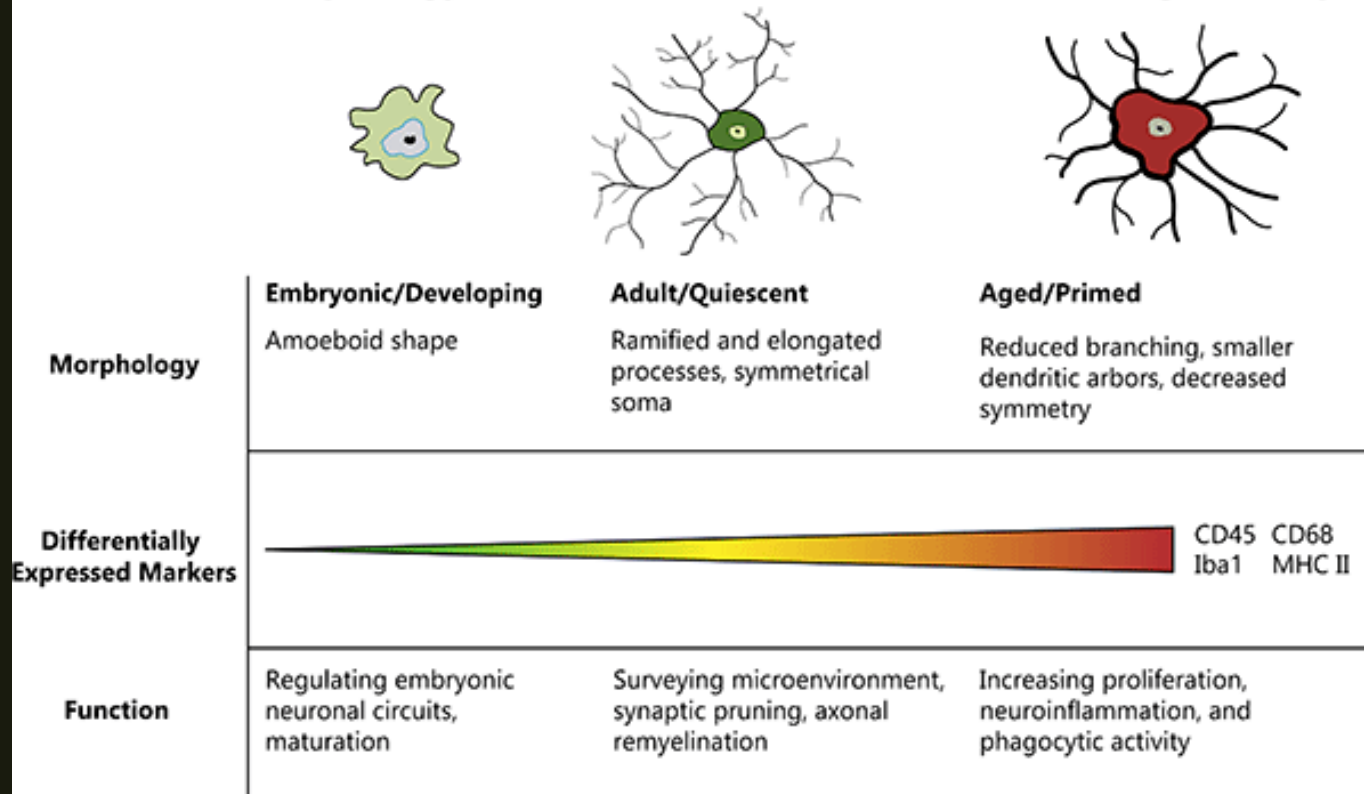 Embryonic/Developing
Adult/Quiescent
Aged/Primed
Morphology
Amoeboid shape
Ramified and elongated
processes, symmetrical
soma
Reduced branching, smaller
dendritic arbors, decreased
symmetry
Differentially
Expressed Markers
CD45 CD68
Iba1 MHC II
Function
Regulating embryonic
neuronal circuits,
maturation
Surveying microenvironment,
synaptic pruning, axonal
remyelination
Increasing proliferation,
neuroinflammation, and
phagocytic activity